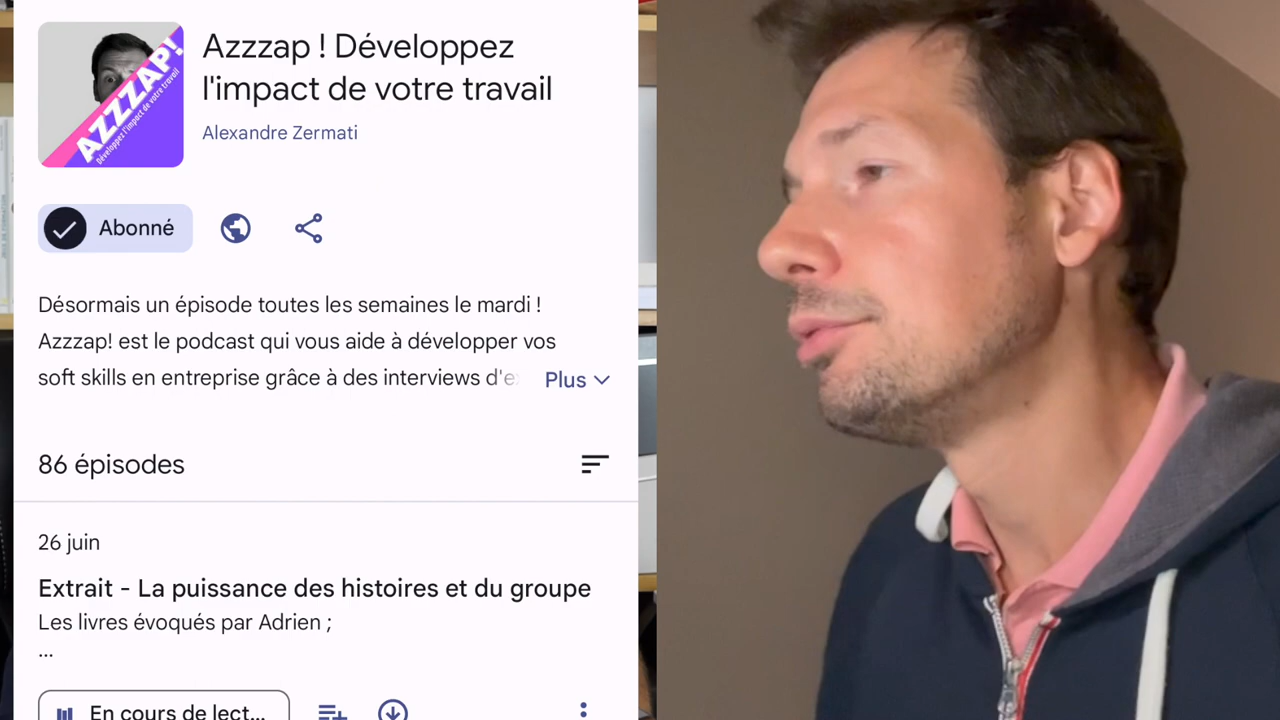 AZZZAP!
Développez l'impact de votre travail
Azzzap ! Développez
l'impact de votre travail
Alexandre Zermati
Abonné
Désormais un épisode toutes les semaines le mardi !
Azzzap! est le podcast qui vous aide à développer vos
soft skills en entreprise grâce à des interviews d'e
Plus
86 épisodes
26 juin
Extrait - La puissance des histoires et du groupe
Les livres évoqués par Adrien ;
...
En cours de lect...